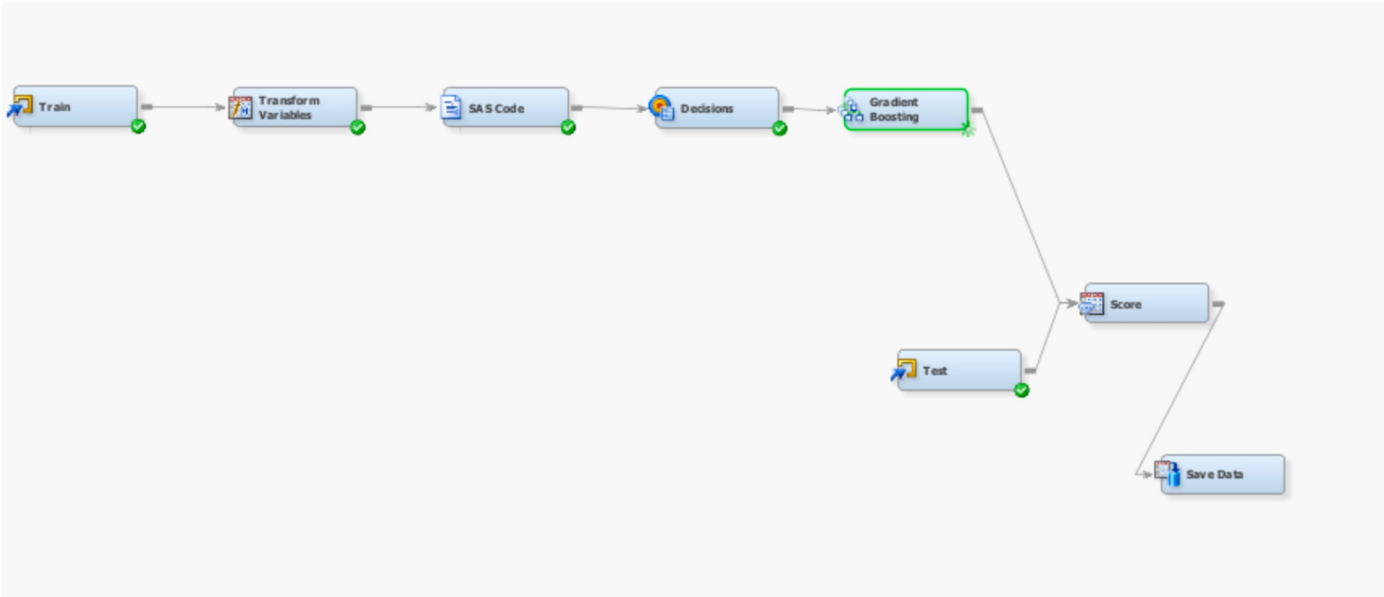 Train
Transform
Variables
SAS Code
Decisions
Gradient
Boosting
Score
Test
Save Data